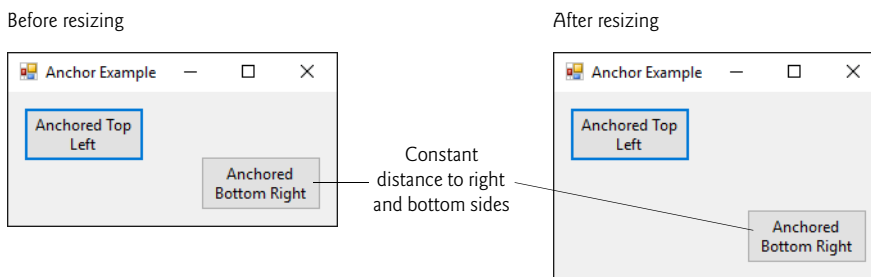 Before resizing
After resizing
Anchor Example
Anchor Example
Anchored Top
Left
Anchored Top
Left
Anchored
Bottom Right
Constant
distance to right
and bottom sides
Anchored
Bottom Right